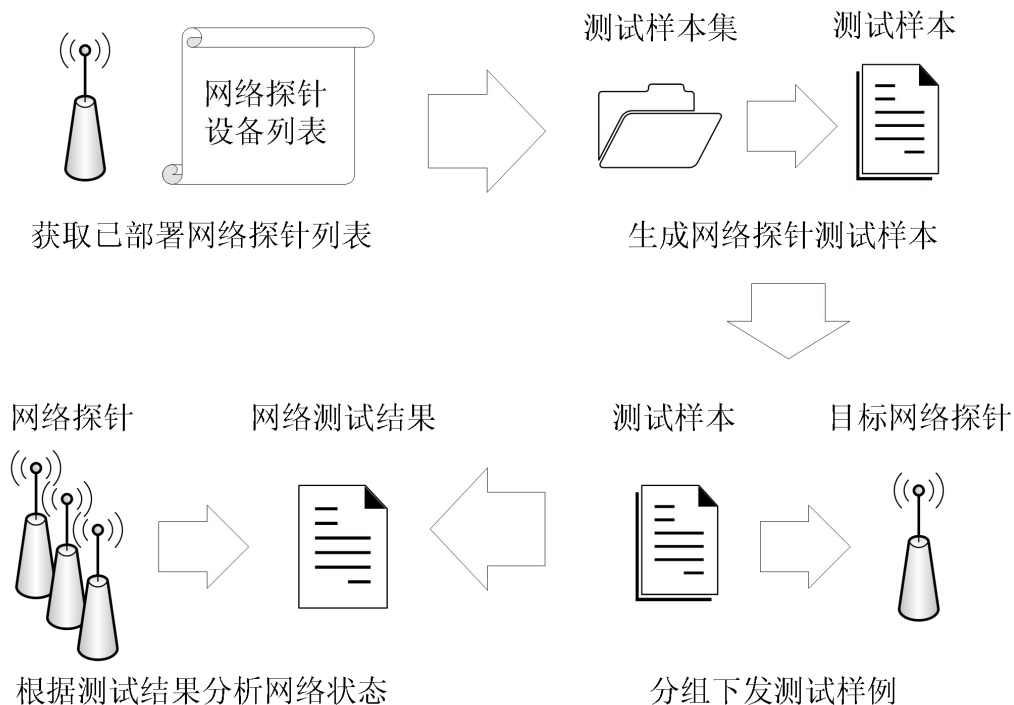 测试样本集
测试样本
网络探针
设备列表
获取已部署网络探针列表
生成网络探针测试样本
网络探针
网络测试结果
测试样本
目标网络探针
根据测试结果分析网络状态
分组下发测试样例